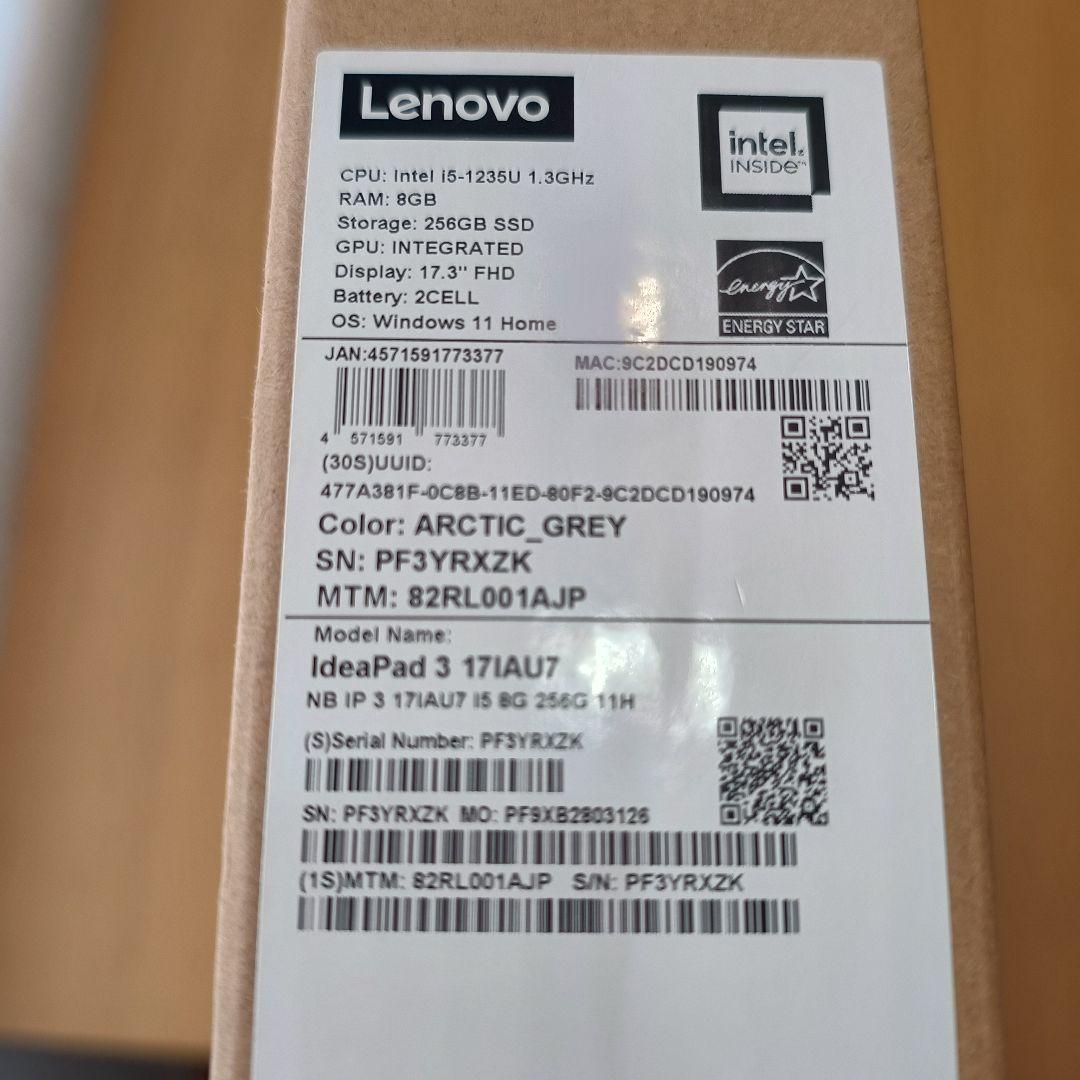 Lenovo
intel.
INSIDE™
CPU: Intel i5-1235U 1.3GHz
RAM: 8GB
Storage: 256GB SSD
GPU: INTEGRATED
Display: 17.3" FHD
Battery: 2CELL
OS: Windows 11 Home
energy
ENERGY STAR
JAN:4571591773377
MAC:9C2DCD190974
4 571591 773377
(30S)UUID:
477A381F-0C8B-11ED-80F2-9C2DCD190974
Color: ARCTIC_GREY
SN: PF3YRXZK
MTM: 82RL001AJP
Model Name:
IdeaPad 3 17IAU7
NB IP 3 17IAU7 I5 8G 256G 11H
(S)Serial Number: PF3YRXZK
SN: PF3YRXZK MO: PF9XB2803126
(1S)MTM: 82RL001AJP S/N: PF3YRXZK